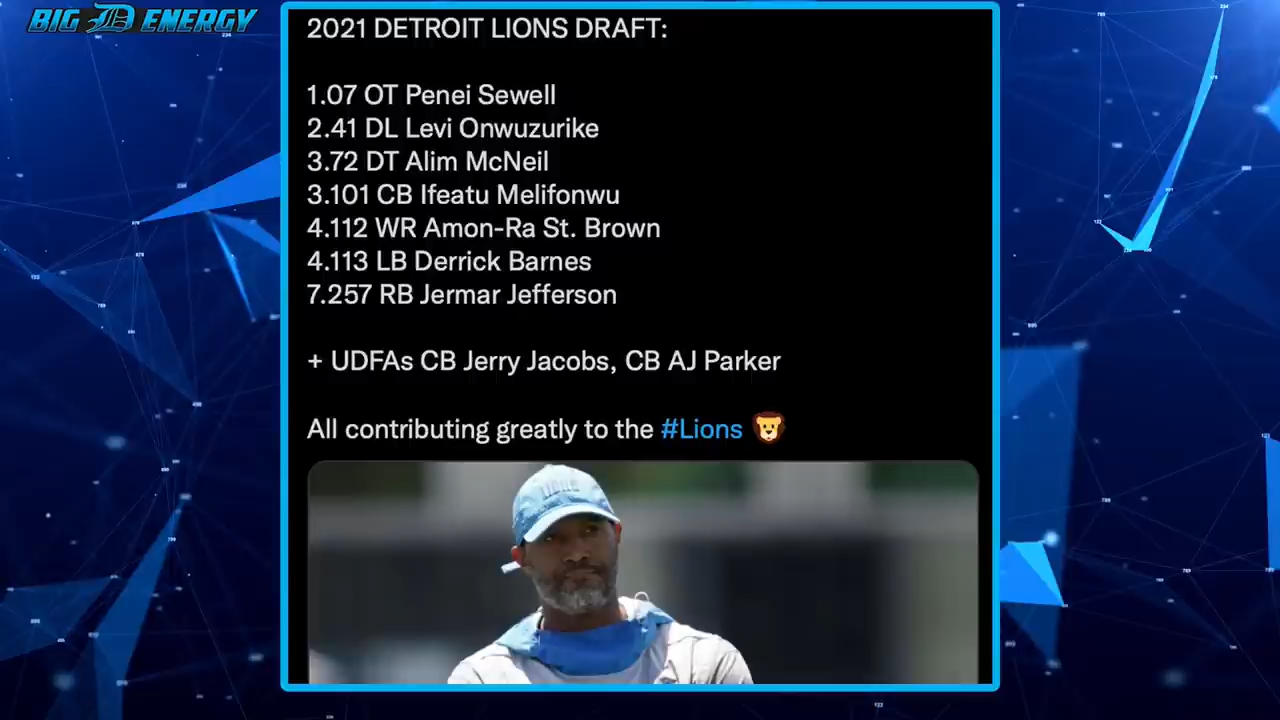 BIG D ENERGY
2021 DETROIT LIONS DRAFT:
1.07 OT Penei Sewell
2.41 DL Levi Onwuzurike
3.72 DT Alim McNeil
3.101 CB Ifeatu Melifonwu
4.112 WR Amon-Ra St. Brown
4.113 LB Derrick Barnes
7.257 RB Jermar Jefferson
+ UDFAs CB Jerry Jacobs, CB AJ Parker
All contributing greatly to the #Lions 🦁